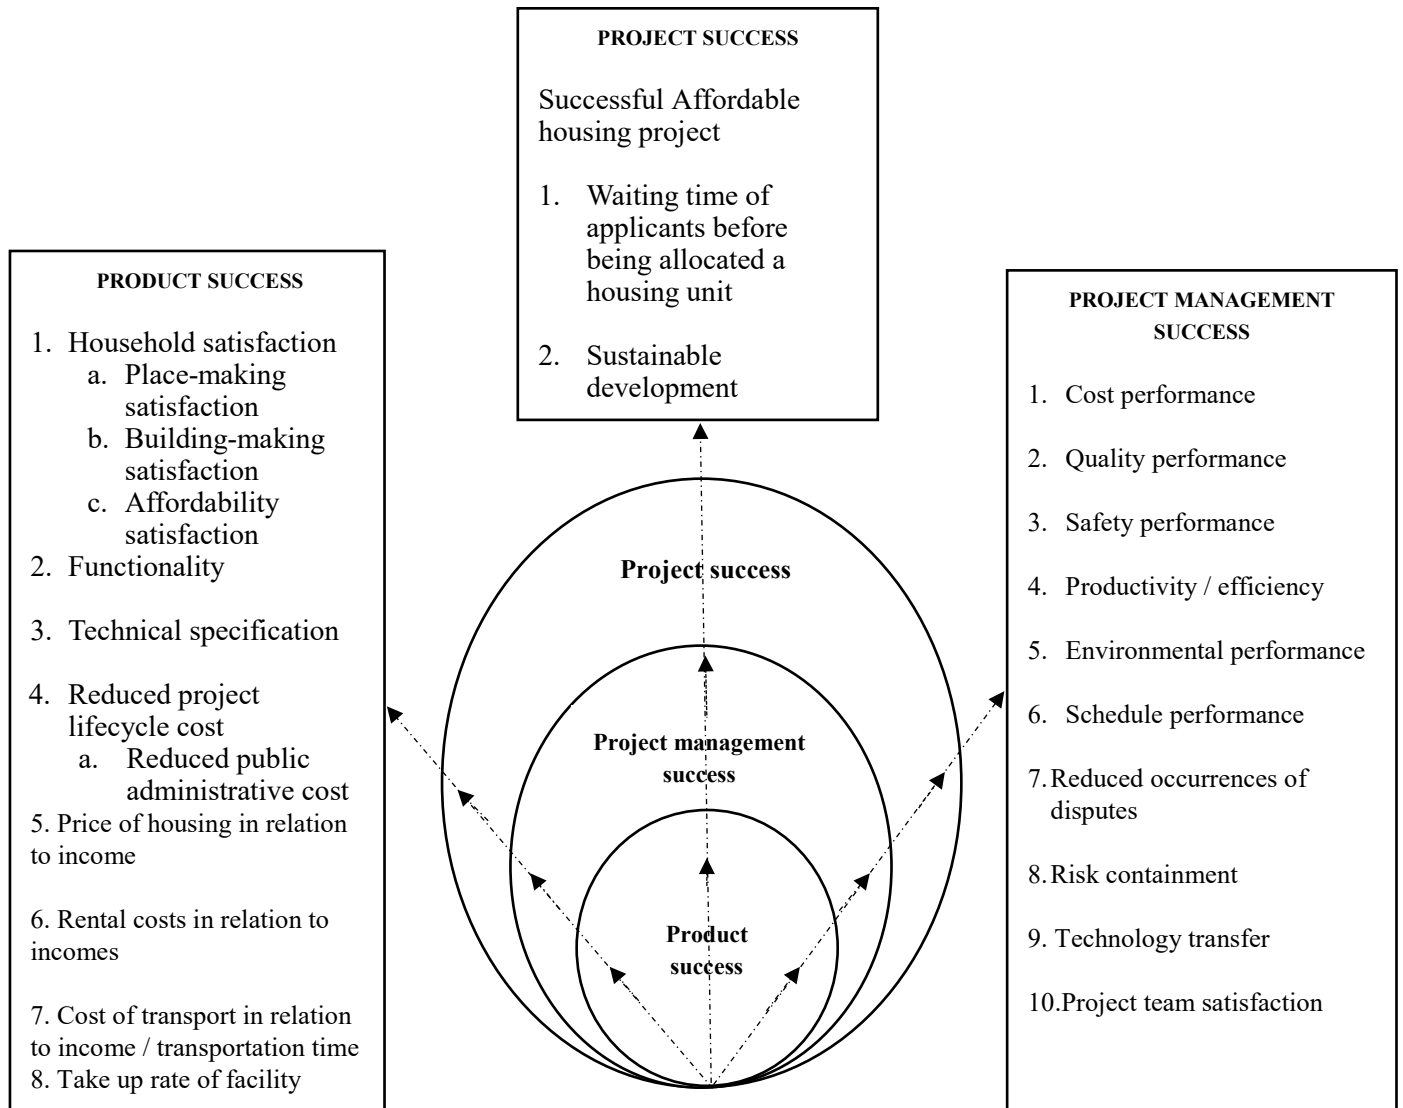 PROJECT SUCCESS
Successful Affordable
housing project
1. Waiting time of
applicants before
being allocated a
housing unit
2. Sustainable
development
PRODUCT SUCCESS
1. Household satisfaction
a. Place-making
satisfaction
b. Building-making
satisfaction
c. Affordability
satisfaction
2. Functionality
3. Technical specification
4. Reduced project
lifecycle cost
a. Reduced public
administrative cost
5. Price of housing in relation
to income
6. Rental costs in relation to
incomes
7. Cost of transport in relation
to income / transportation time
8. Take up rate of facility
Project success
Project management
success
Product
success
PROJECT MANAGEMENT
SUCCESS
1. Cost performance
2. Quality performance
3. Safety performance
4. Productivity / efficiency
5. Environmental performance
6. Schedule performance
7. Reduced occurrences of
disputes
8. Risk containment
9. Technology transfer
10.Project team satisfaction